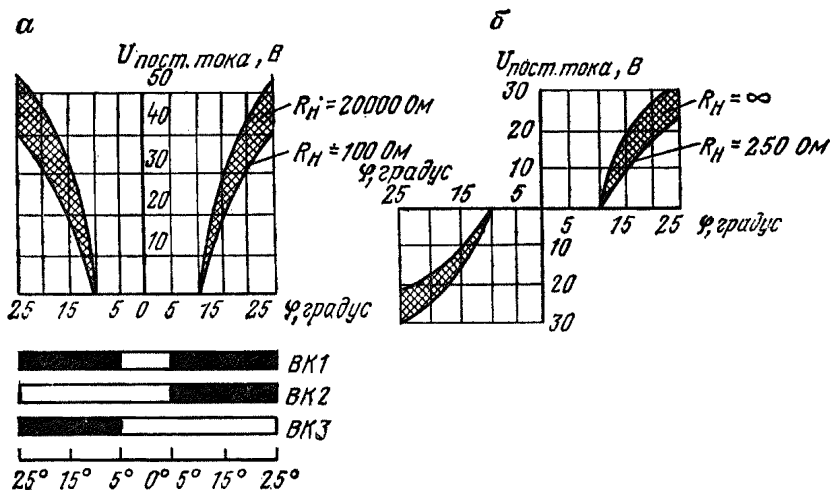 а
U пост. тока, В
50
40
30
20
10
Rн = 20000 Ом
Rн = 100 Ом
25 15 5 0 5 15 25 φ, градус
ВК1
ВК2
ВК3
25° 15° 5° 0° 5° 15° 25°
б
U пост. тока, В
30
20
10
Rн = ∞
Rн = 250 Ом
5 15 25 φ, градус
φ, градус
25 15 5
10
20
30